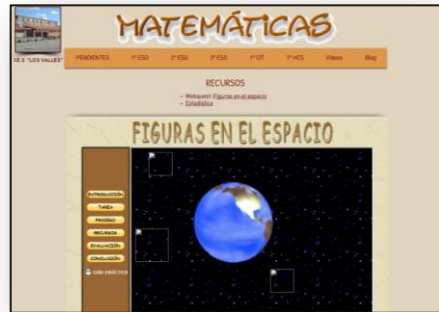 MATEMÁTICAS
I.E.S "LOS VALLES"
PENDIENTES 1º ESO 2º ESO 3º ESO 1º CIT 1º HCS Vídeos Blog
RECURSOS
Webquest: Figuras en el espacio
Estadística
FIGURAS EN EL ESPACIO
INTRODUCCIÓN
TAREA
PROCESO
RECURSOS
EVALUACIÓN
CONCLUSIÓN
GUÍA DIDÁCTICA